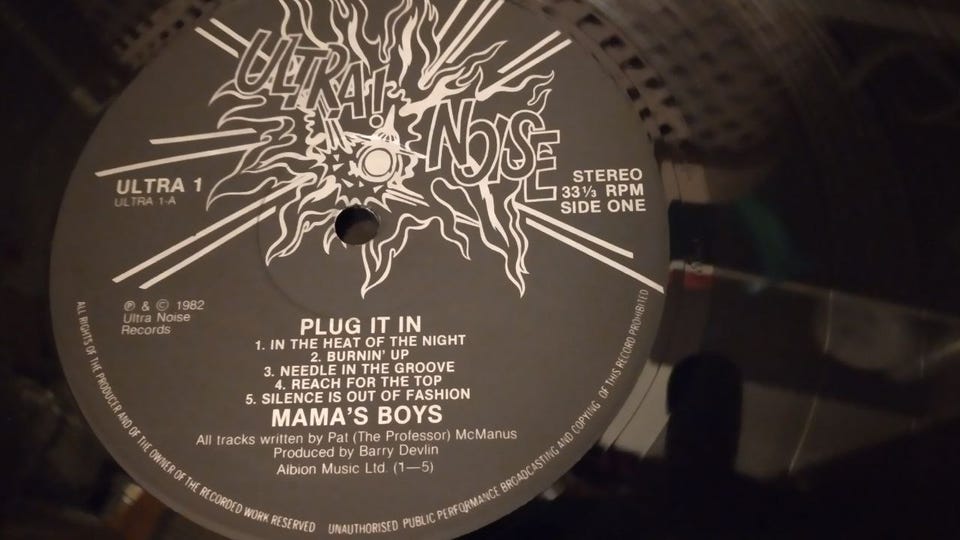 ULTRA!
NOISE
ULTRA 1
ULTRA 1-A
STEREO
33⅓ RPM
SIDE ONE
℗ & © 1982
Ultra Noise
Records
PLUG IT IN
1. IN THE HEAT OF THE NIGHT
2. BURNIN' UP
3. NEEDLE IN THE GROOVE
4. REACH FOR THE TOP
5. SILENCE IS OUT OF FASHION
MAMA'S BOYS
All tracks written by Pat (The Professor) McManus
Produced by Barry Devlin
Albion Music Ltd. (1—5)
ALL RIGHTS OF THE PRODUCER AND OF THE OWNER OF THE RECORDED WORK RESERVED UNAUTHORISED PUBLIC PERFORMANCE BROADCASTING AND COPYING OF THIS RECORD PROHIBITED